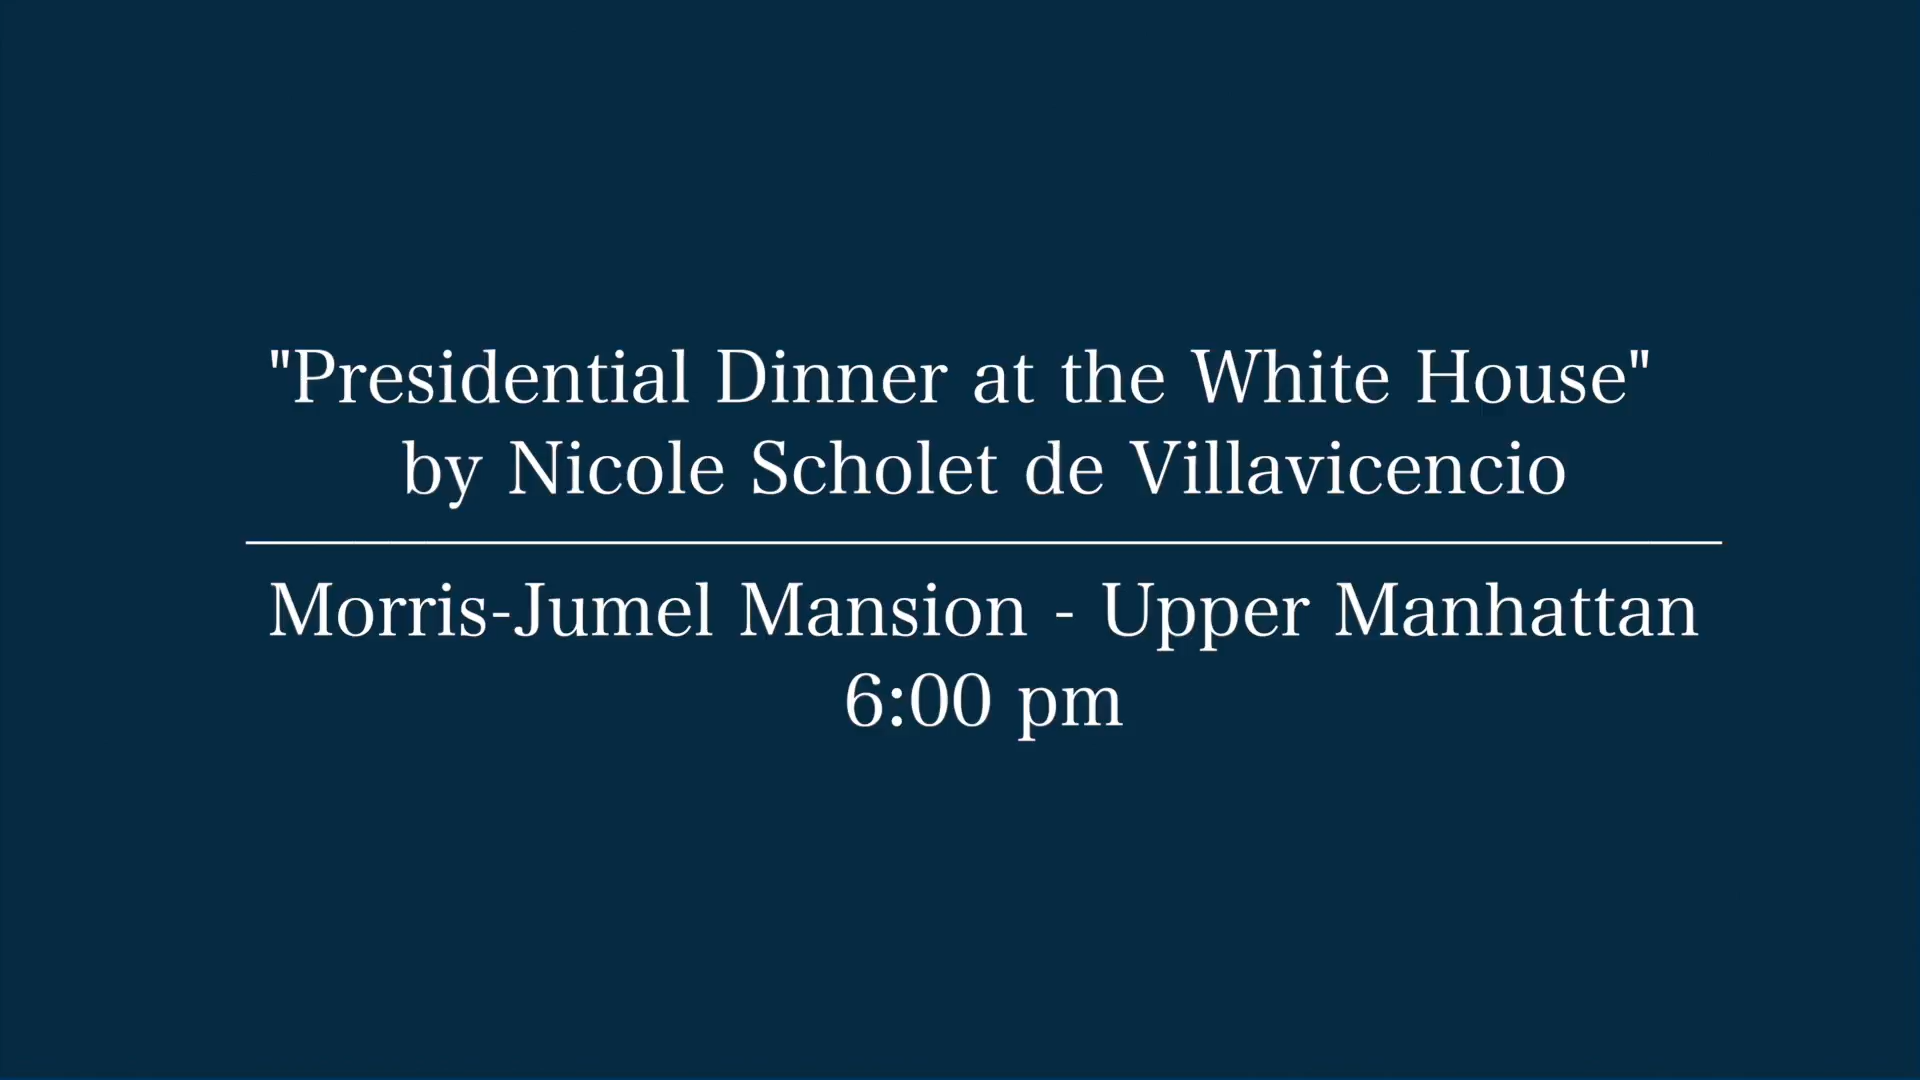 "Presidential Dinner at the White House"
by Nicole Scholet de Villavicencio
Morris-Jumel Mansion - Upper Manhattan
6:00 pm